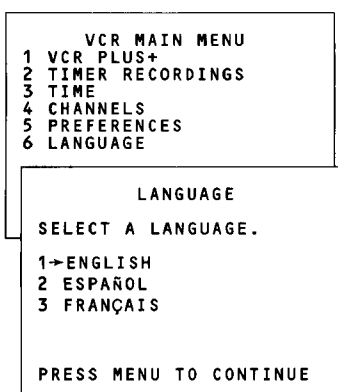 VCR MAIN MENU
1 VCR PLUS+
2 TIMER RECORDINGS
3 TIME
4 CHANNELS
5 PREFERENCES
6 LANGUAGE
LANGUAGE
SELECT A LANGUAGE.
1→ENGLISH
2 ESPAÑOL
3 FRANÇAIS
PRESS MENU TO CONTINUE